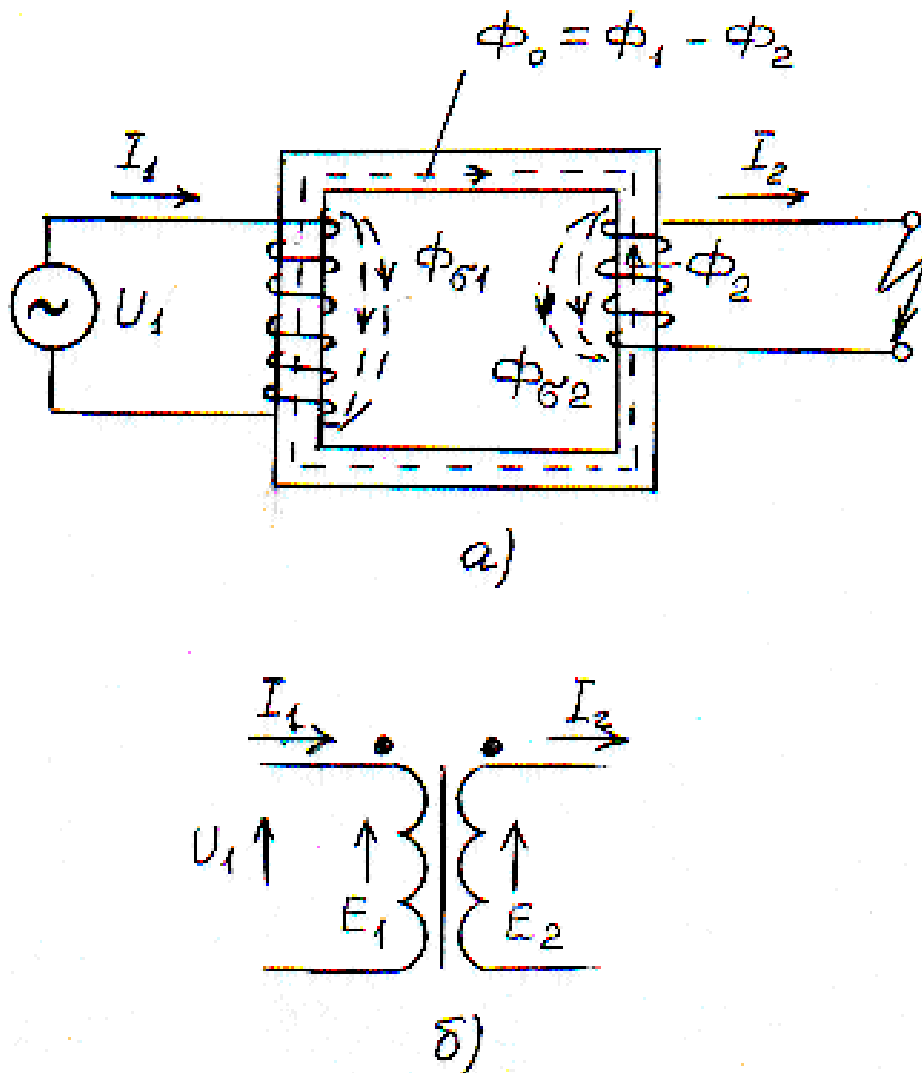 Φ₀ = Φ₁ - Φ₂
I₁ I₂
Φσ1 Φ₂
~ U₁
Φσ2
а)
I₁ I₂
U₁ E₁ E₂
б)